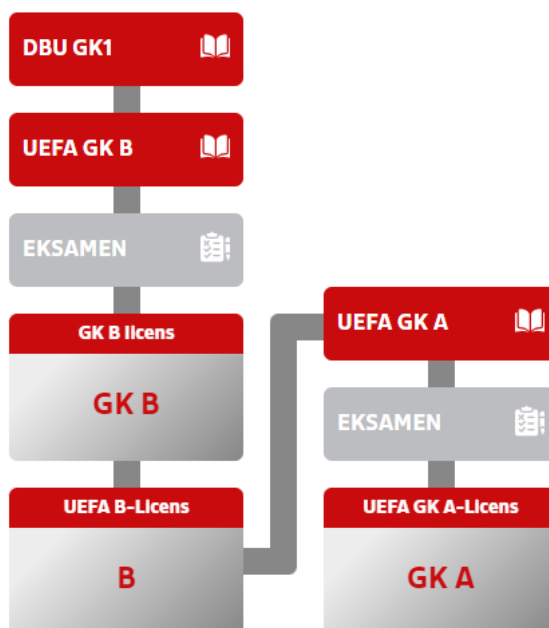 DBU GK1
UEFA GK B
EKSAMEN
GK B licens
GK B
UEFA B-Licens
B
UEFA GK A
EKSAMEN
UEFA GK A-Licens
GK A